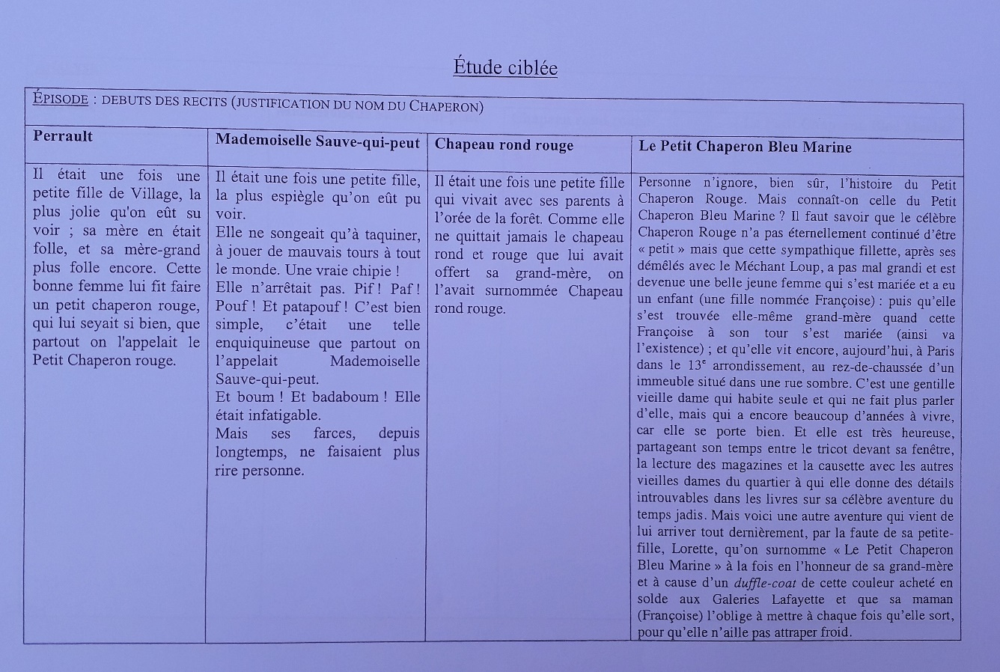 Étude ciblée
ÉPISODE : DEBUTS DES RECITS (JUSTIFICATION DU NOM DU CHAPERON)
Perrault
Il était une fois une
petite fille de Village, la
plus jolie qu'on eût su
voir ; sa mère en était
folle, et sa mère-grand
plus folle encore. Cette
bonne femme lui fit faire
un petit chaperon rouge,
qui lui seyait si bien, que
partout on l'appelait le
Petit Chaperon rouge.
Mademoiselle Sauve-qui-peut
Il était une fois une petite fille,
la plus espiègle qu’on eût pu
voir.
Elle ne songeait qu’à taquiner,
à jouer de mauvais tours à tout
le monde. Une vraie chipie !
Elle n’arrêtait pas. Pif ! Paf !
Pouf ! Et patapouf ! C’est bien
simple, c’était une telle
enquiquineuse que partout on
l’appelait Mademoiselle
Sauve-qui-peut.
Et boum ! Et badaboum ! Elle
était infatigable.
Mais ses farces, depuis
longtemps, ne faisaient plus
rire personne.
Chapeau rond rouge
Il était une fois une petite fille
qui vivait avec ses parents à
l’orée de la forêt. Comme elle
ne quittait jamais le chapeau
rond et rouge que lui avait
offert sa grand-mère, on
l’avait surnommée Chapeau
rond rouge.
Le Petit Chaperon Bleu Marine
Personne n’ignore, bien sûr, l’histoire du Petit
Chaperon Rouge. Mais connaît-on celle du Petit
Chaperon Bleu Marine ? Il faut savoir que le célèbre
Chaperon Rouge n’a pas éternellement continué d’être
« petit » mais que cette sympathique fillette, après ses
démêlés avec le Méchant Loup, a pas mal grandi et est
devenue une belle jeune femme qui s’est mariée et a eu
un enfant (une fille nommée Françoise) : puis qu’elle
s’est trouvée elle-même grand-mère quand cette
Françoise à son tour s’est mariée (ainsi va
l’existence) ; et qu’elle vit encore, aujourd’hui, à Paris
dans le 13e arrondissement, au rez-de-chaussée d’un
immeuble situé dans une rue sombre. C’est une gentille
vieille dame qui habite seule et qui ne fait plus parler
d’elle, mais qui a encore beaucoup d’années à vivre,
car elle se porte bien. Et elle est très heureuse,
partageant son temps entre le tricot devant sa fenêtre,
la lecture des magazines et la causette avec les autres
vieilles dames du quartier à qui elle donne des détails
introuvables dans les livres sur sa célèbre aventure du
temps jadis. Mais voici une autre aventure qui vient de
lui arriver tout dernièrement, par la faute de sa petite-
fille, Lorette, qu’on surnomme « Le Petit Chaperon
Bleu Marine » à la fois en l’honneur de sa grand-mère
et à cause d’un duffle-coat de cette couleur acheté en
solde aux Galeries Lafayette et que sa maman
(Françoise) l’oblige à mettre à chaque fois qu’elle sort,
pour qu’elle n’aille pas attraper froid.